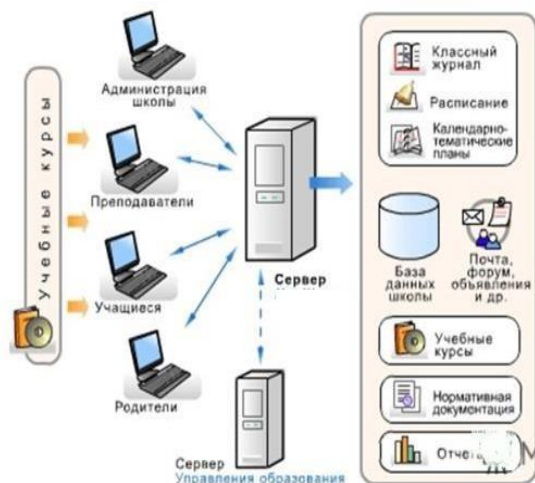 Учебные курсы
Администрация
школы
Преподаватели
Учащиеся
Родители
Сервер
Сервер
Управления образования
Классный
журнал
Расписание
Календарно-
тематические
планы
База
данных
школы
Почта,
форум,
объявления
и др.
Учебные
курсы
Нормативная
документация